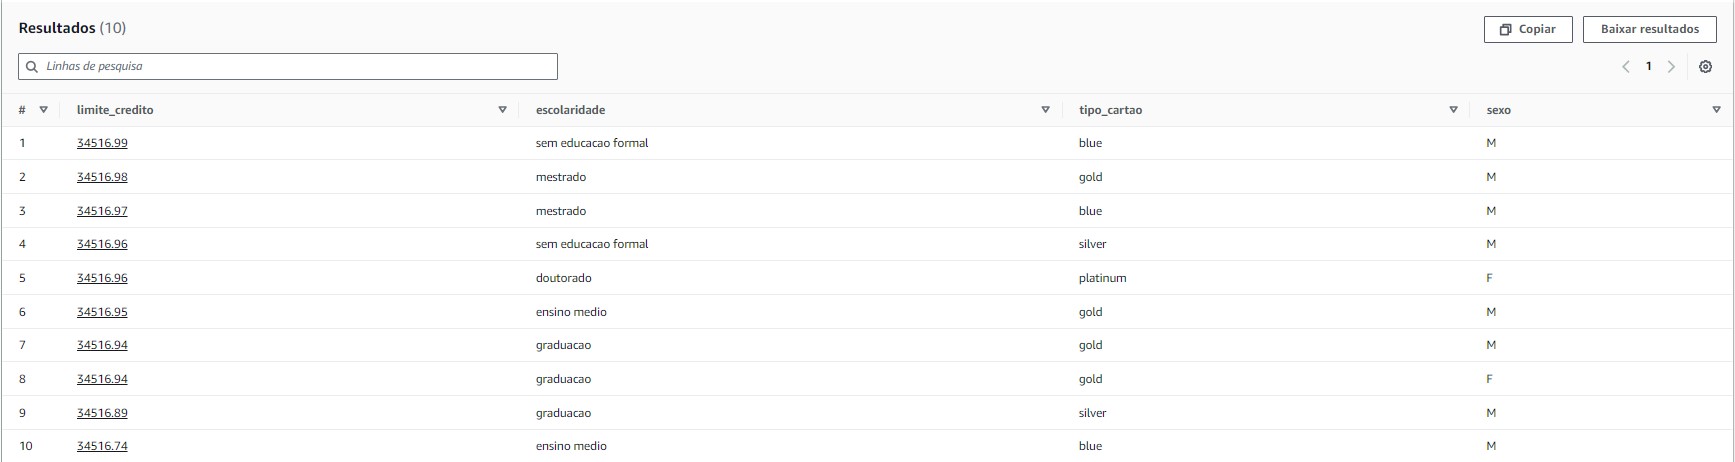 Resultados (10)
Copiar
Baixar resultados
Linhas de pesquisa
1
# limite_credito escolaridade tipo_cartao sexo
1 34516.99 sem educacao formal blue M
2 34516.98 mestrado gold M
3 34516.97 mestrado blue M
4 34516.96 sem educacao formal silver M
5 34516.96 doutorado platinum F
6 34516.95 ensino medio gold M
7 34516.94 graduacao gold M
8 34516.94 graduacao gold F
9 34516.89 graduacao silver M
10 34516.74 ensino medio blue M